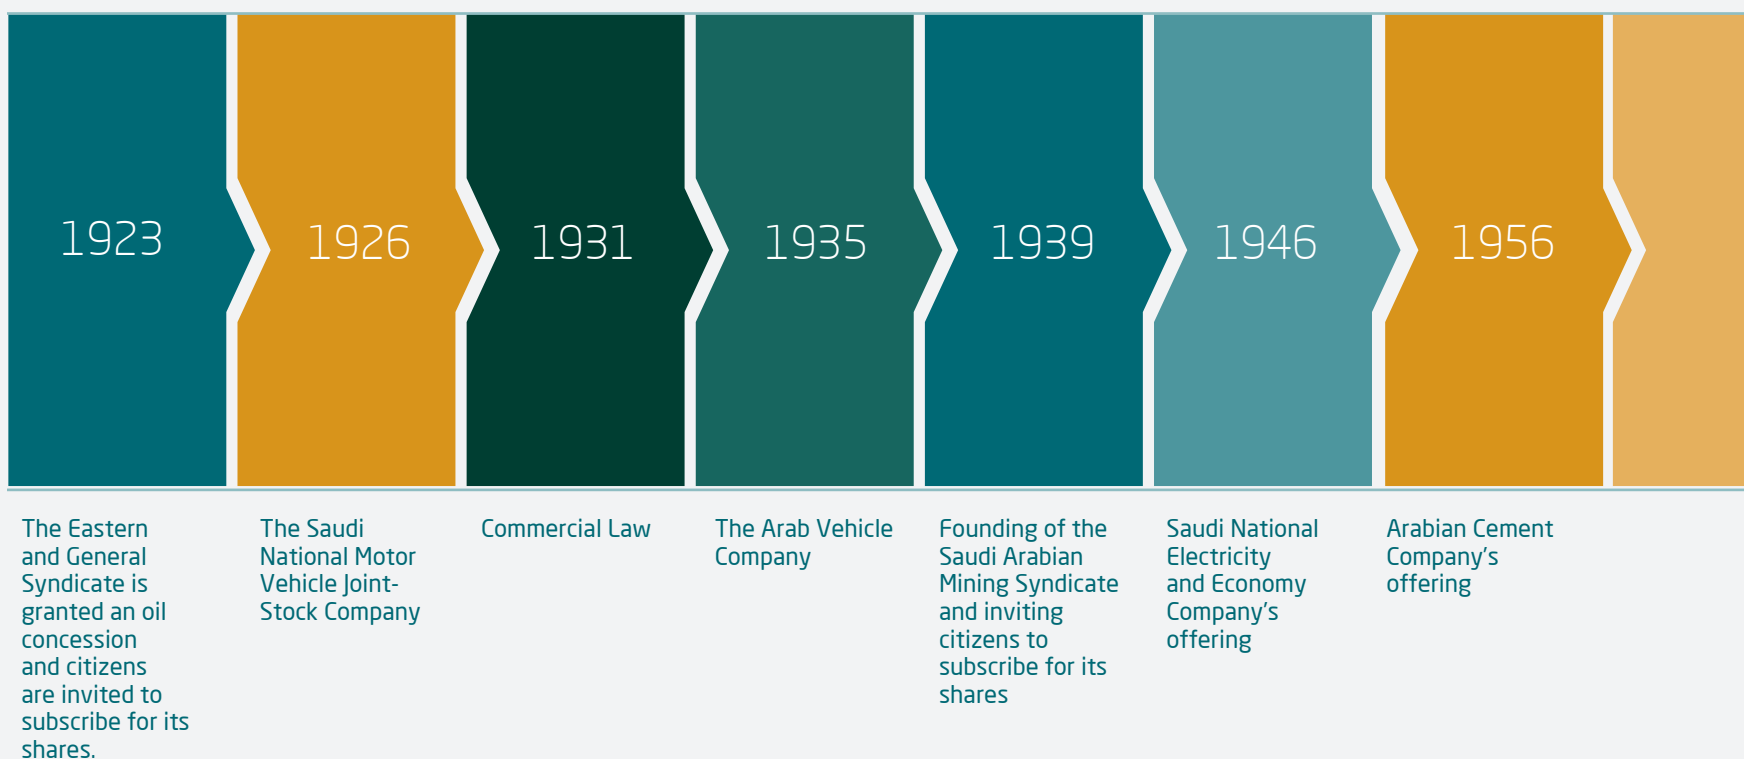 1923
1926
1931
1935
1939
1946
1956
The Eastern
and General
Syndicate is
granted an oil
concession
and citizens
are invited to
subscribe for its
shares.
The Saudi
National Motor
Vehicle Joint-
Stock Company
Commercial Law
The Arab Vehicle
Company
Founding of the
Saudi Arabian
Mining Syndicate
and inviting
citizens to
subscribe for its
shares
Saudi National
Electricity
and Economy
Company's
offering
Arabian Cement
Company's
offering